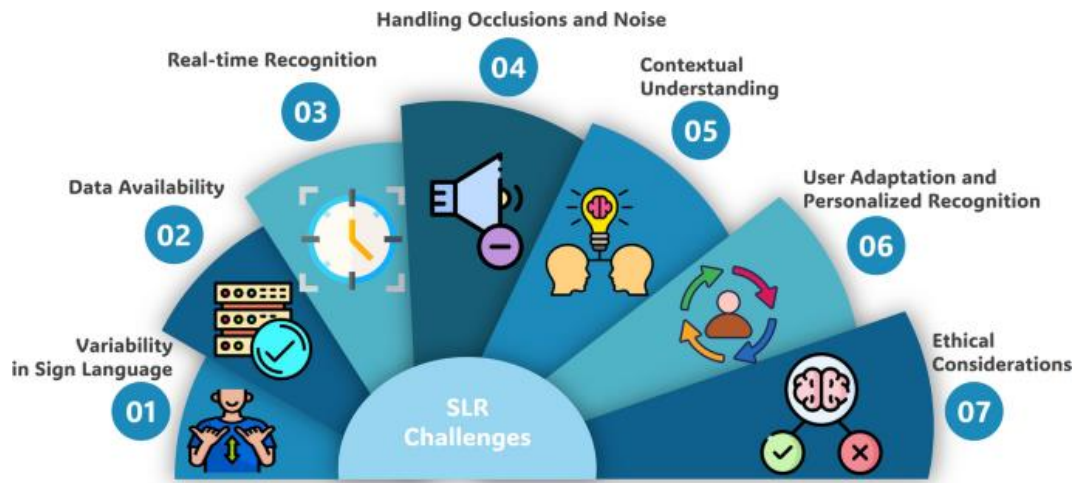 Variability
in Sign Language
01
Data Availability
02
Real-time Recognition
03
Handling Occlusions and Noise
04
Contextual
Understanding
05
User Adaptation and
Personalized Recognition
06
Ethical
Considerations
07
SLR
Challenges